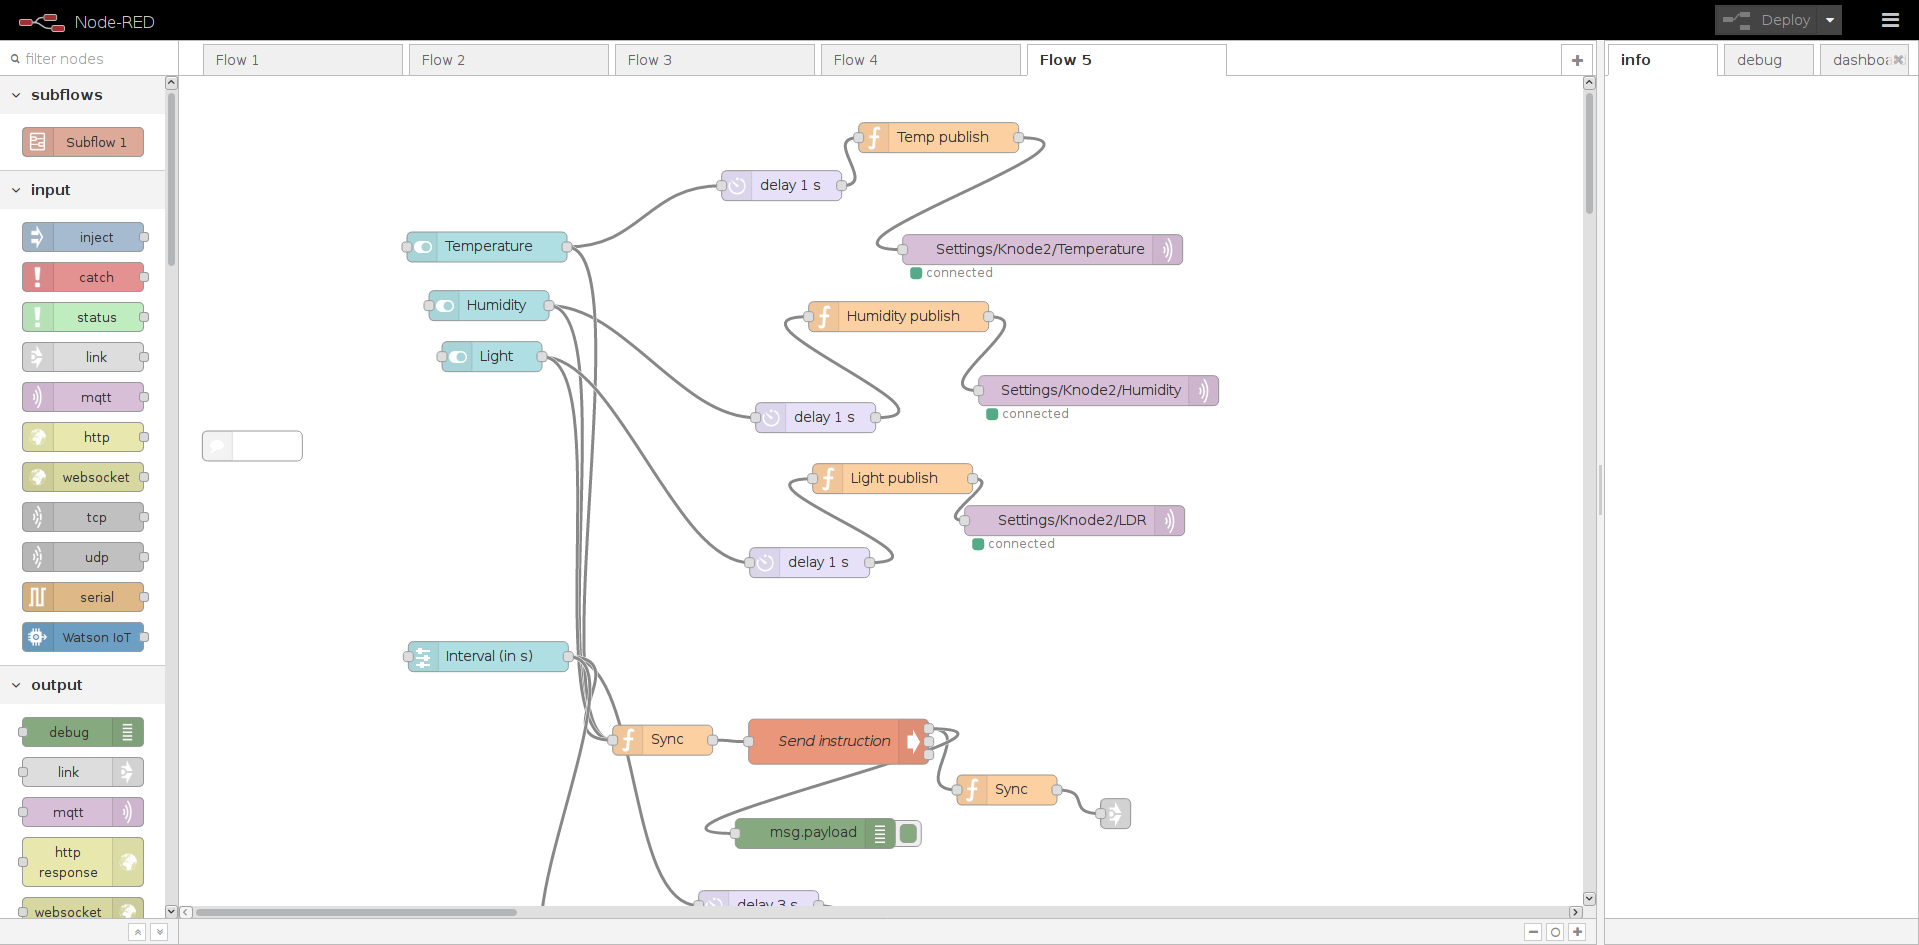 Node-RED
Deploy
filter nodes
Flow 1
Flow 2
Flow 3
Flow 4
Flow 5
info
debug
dashboa
subflows
Subflow 1
input
inject
catch
status
link
mqtt
http
websocket
tcp
udp
serial
Watson IoT
output
debug
link
mqtt
http
response
websocket
Temp publish
delay 1 s
Temperature
Settings/Knode2/Temperature
connected
Humidity
Humidity publish
Light
Settings/Knode2/Humidity
connected
delay 1 s
Light publish
Settings/Knode2/LDR
connected
delay 1 s
Interval (in s)
Sync
Send instruction
Sync
msg.payload
delay 3 s